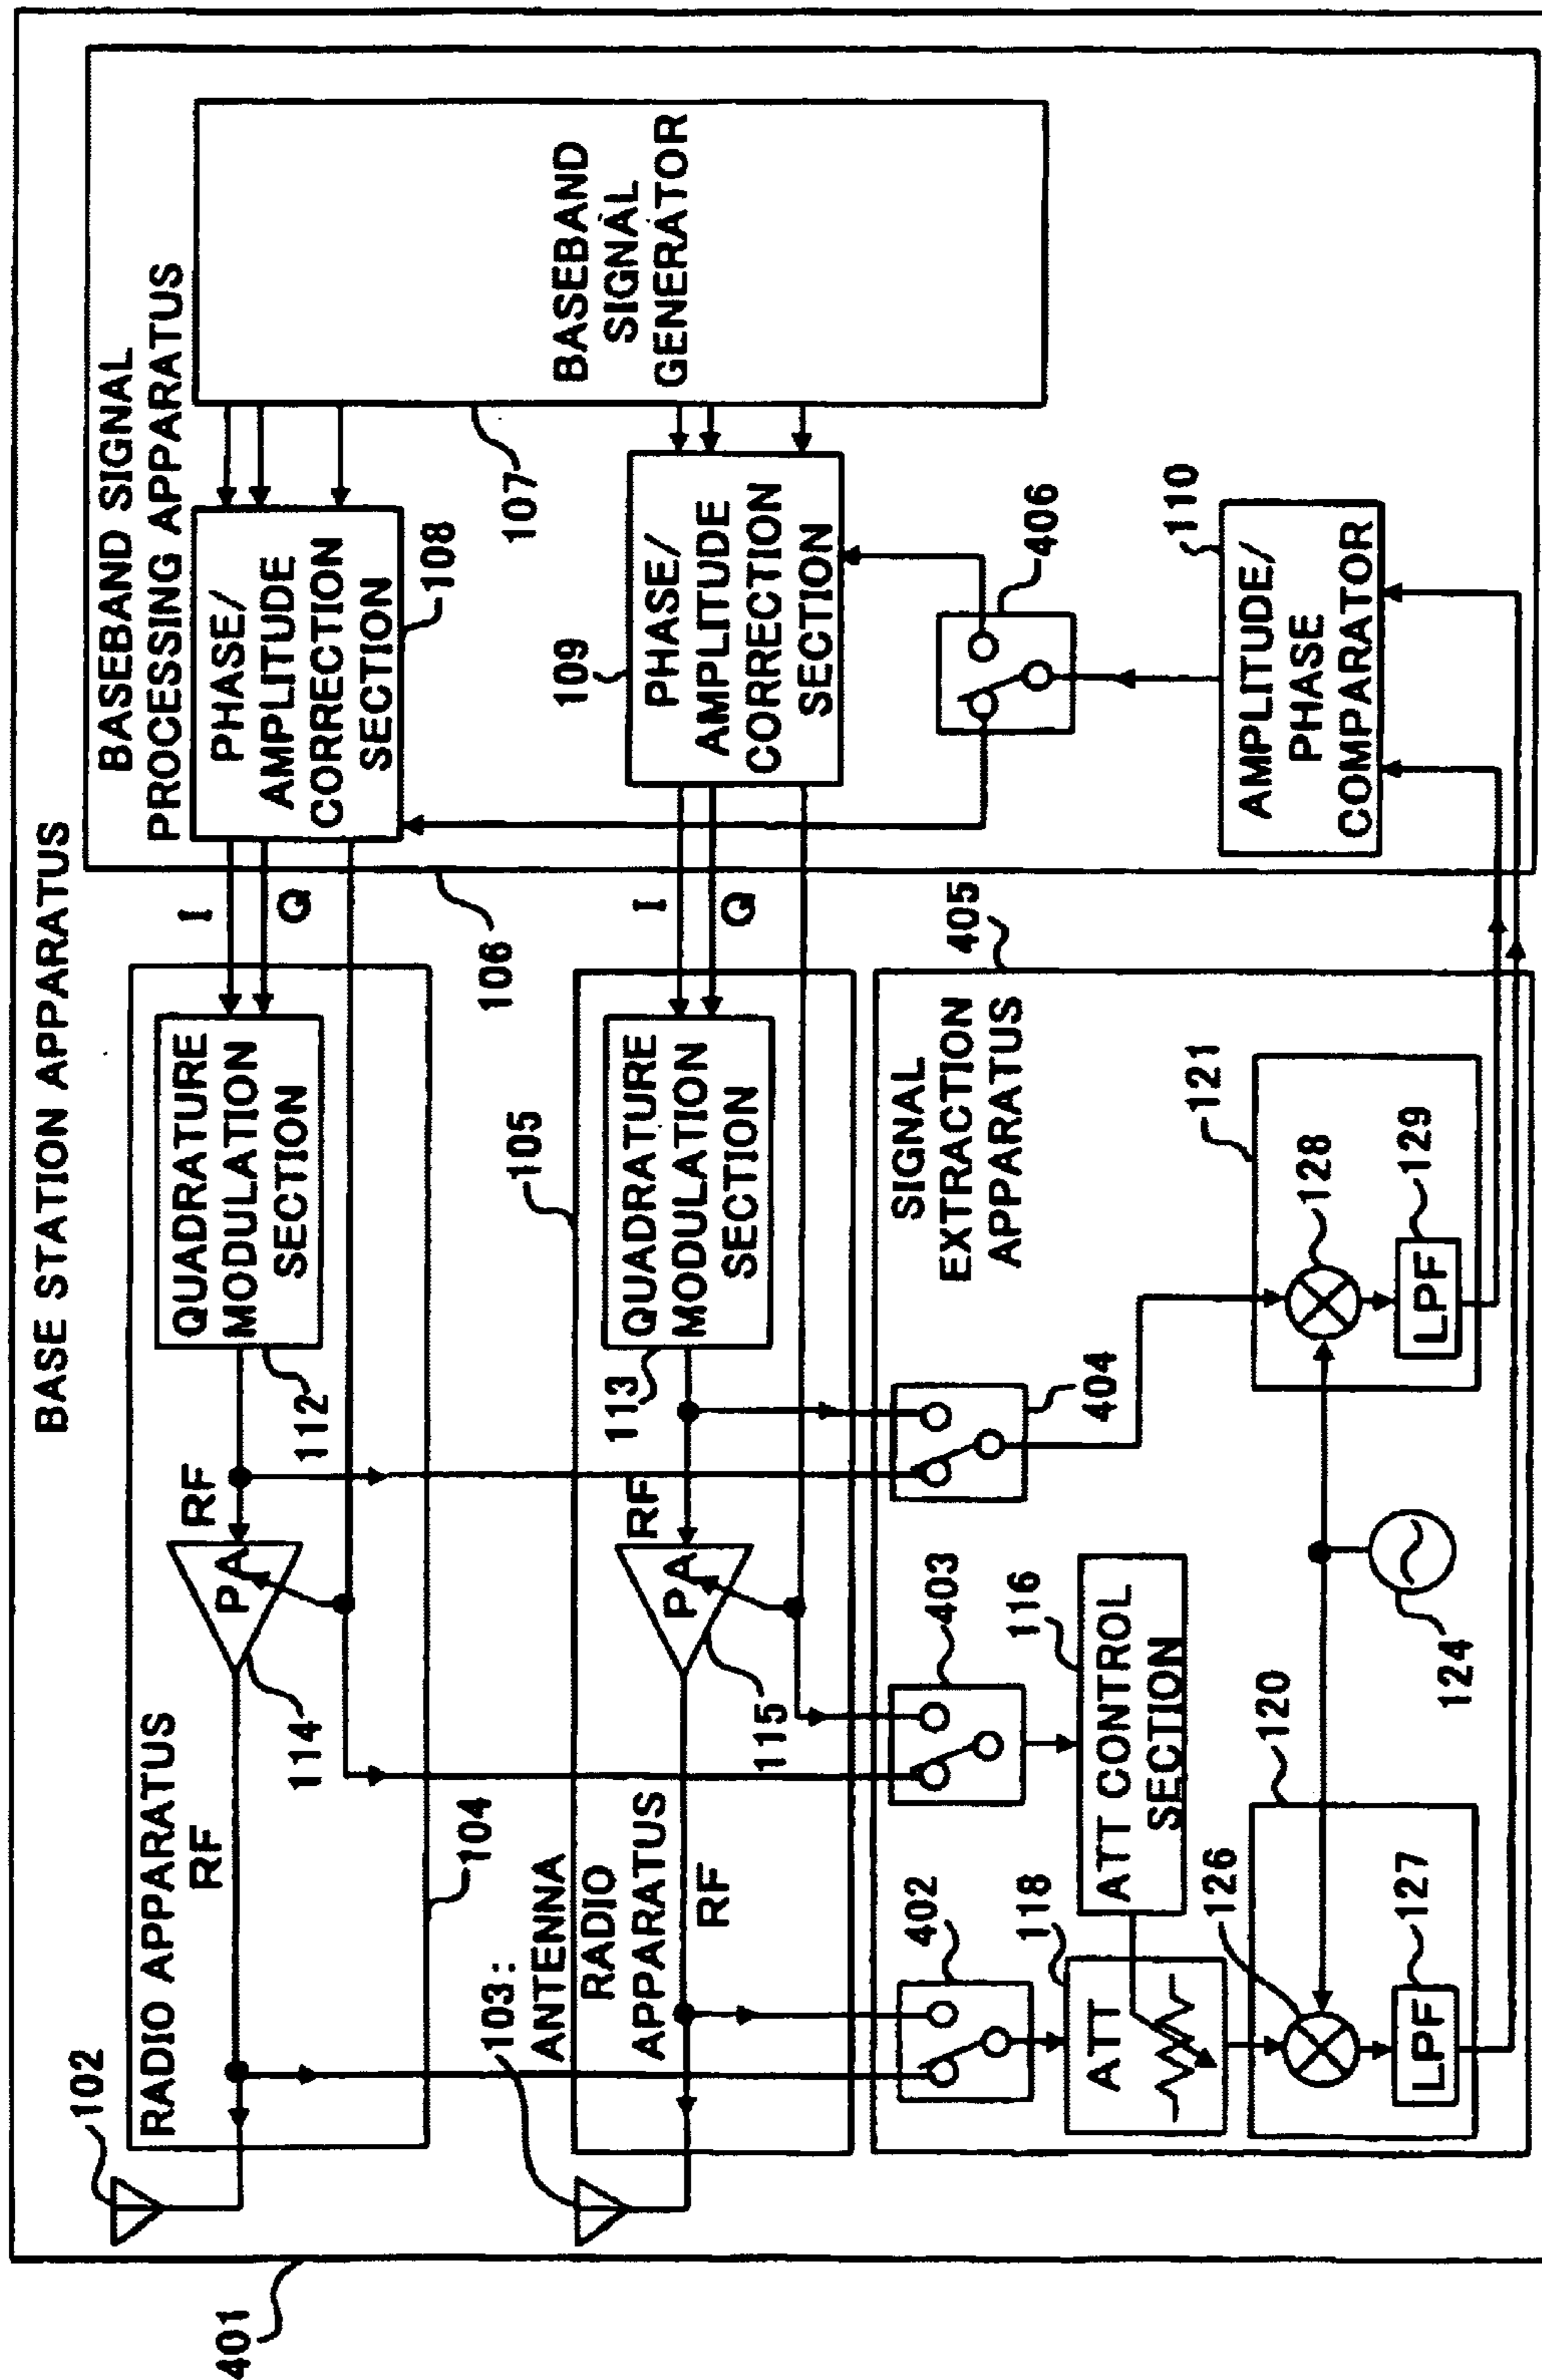 BASE STATION APPARATUS
401
102
RADIO APPARATUS
RF
104
114
PA
RF
112
QUADRATURE
MODULATION
SECTION
I
Q
106
BASEBAND SIGNAL
PROCESSING APPARATUS
PHASE/
AMPLITUDE
CORRECTION
SECTION
108
107
BASEBAND
SIGNAL
GENERATOR
103:
ANTENNA
RADIO
APPARATUS
RF
115
PA
RF
113
QUADRATURE
MODULATION
SECTION
105
I
Q
109
PHASE/
AMPLITUDE
CORRECTION
SECTION
406
402
403
404
SIGNAL
EXTRACTION
APPARATUS
405
118
ATT
116
ATT CONTROL
SECTION
126
120
127
LPF
124
121
128
129
LPF
110
AMPLITUDE/
PHASE
COMPARATOR